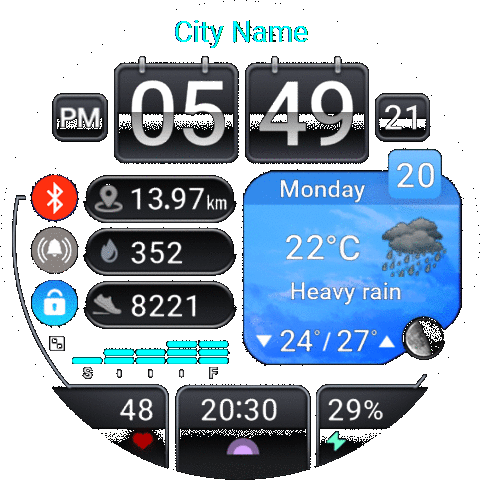 City Name
PM 05 49 21
20
Monday
13.97km
22°C
352
Heavy rain
8221
24°/27°
S F
48 20:30 29%